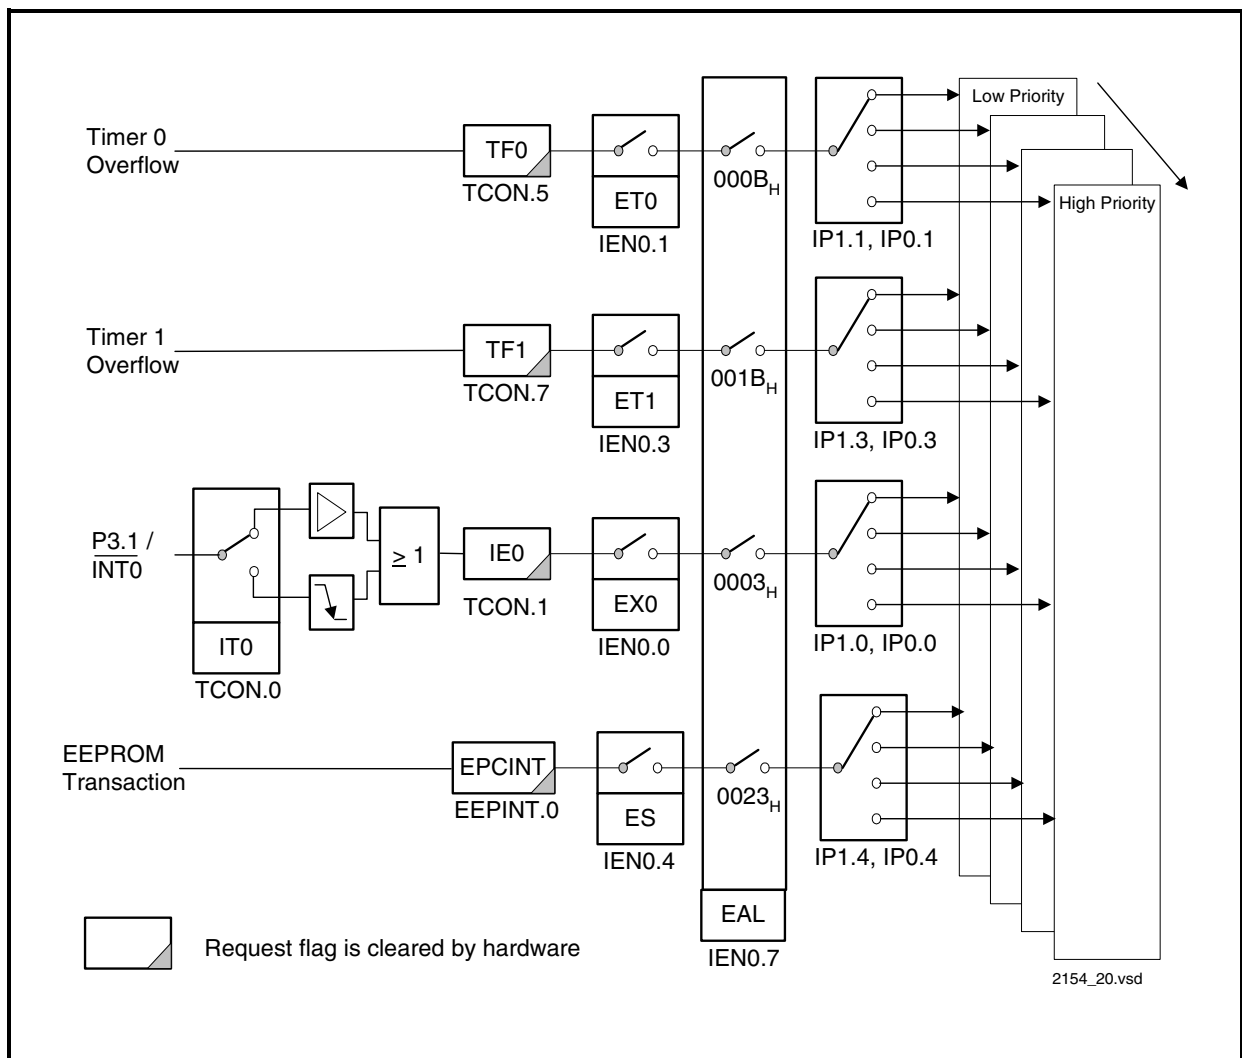 Low Priority
High Priority
Timer 0
Overflow
TF0
TCON.5
ET0
IEN0.1
000BH
IP1.1, IP0.1
Timer 1
Overflow
TF1
TCON.7
ET1
IEN0.3
001BH
IP1.3, IP0.3
P3.1 /
INT0
IT0
TCON.0
≥ 1
IE0
TCON.1
EX0
IEN0.0
0003H
IP1.0, IP0.0
EEPROM
Transaction
EPCINT
EEPINT.0
ES
IEN0.4
0023H
IP1.4, IP0.4
EAL
IEN0.7
Request flag is cleared by hardware
2154_20.vsd